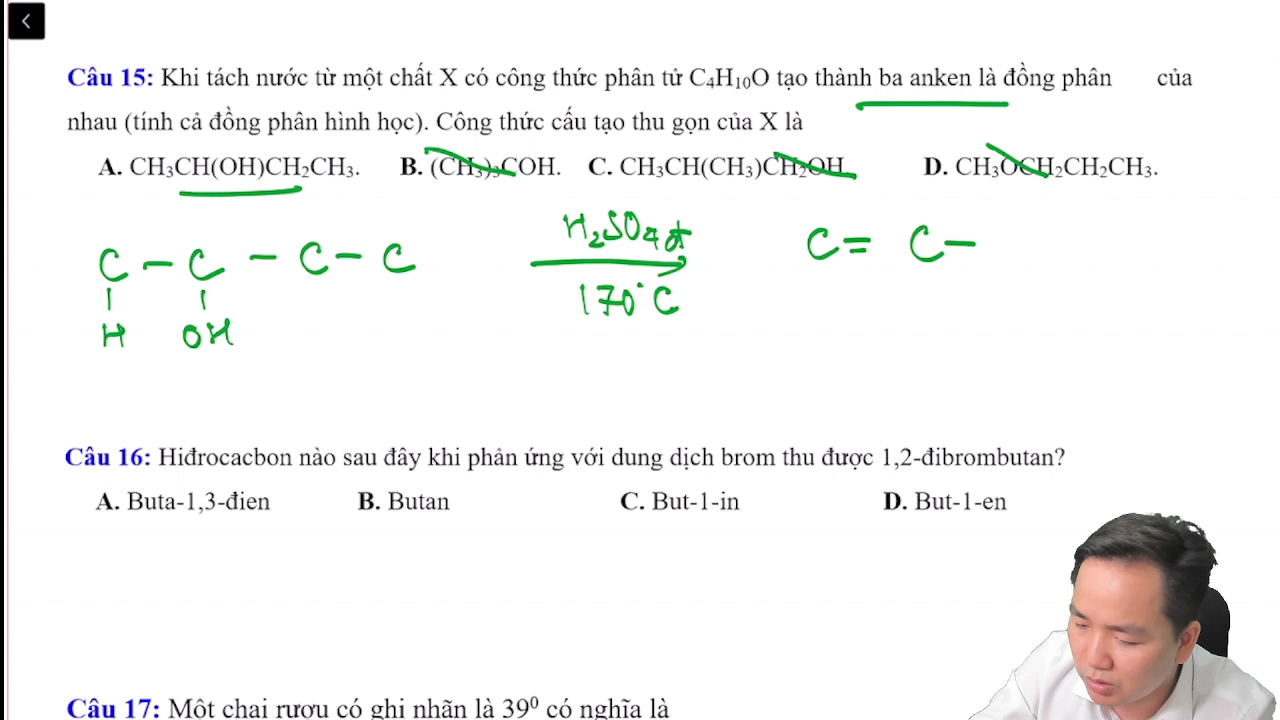 Câu 15: Khi tách nước từ một chất X có công thức phân tử C₄H₁₀O tạo thành ba anken là đồng phân của
nhau (tính cả đồng phân hình học). Công thức cấu tạo thu gọn của X là
A. CH₃CH(OH)CH₂CH₃. B. (CH₃)₃COH. C. CH₃CH(CH₃)CH₂OH. D. CH₃OCH₂CH₂CH₃.
H₂SO₄ đ
C - C - C - C C = C -
170°C
H OH
Câu 16: Hiđrocacbon nào sau đây khi phản ứng với dung dịch brom thu được 1,2-đibrombutan?
A. Buta-1,3-đien B. Butan C. But-1-in D. But-1-en
Câu 17: Một chai rượu có ghi nhãn là 39⁰ có nghĩa là